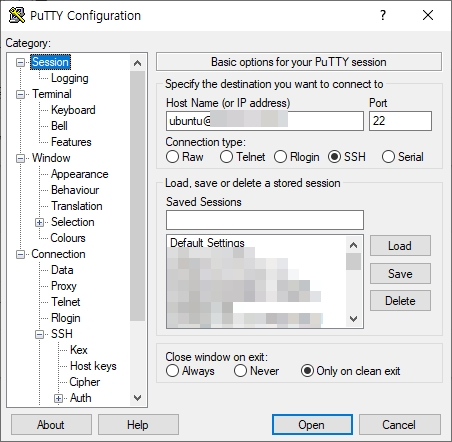 PuTTY Configuration
Category:
Session
Logging
Terminal
Keyboard
Bell
Features
Window
Appearance
Behaviour
Translation
Selection
Colours
Connection
Data
Proxy
Telnet
Rlogin
SSH
Kex
Host keys
Cipher
Auth
Basic options for your PuTTY session
Specify the destination you want to connect to
Host Name (or IP address) Port
ubuntu@ 22
Connection type:
Raw Telnet Rlogin SSH Serial
Load, save or delete a stored session
Saved Sessions
Default Settings
Load
Save
Delete
Close window on exit:
Always Never Only on clean exit
About Help Open Cancel